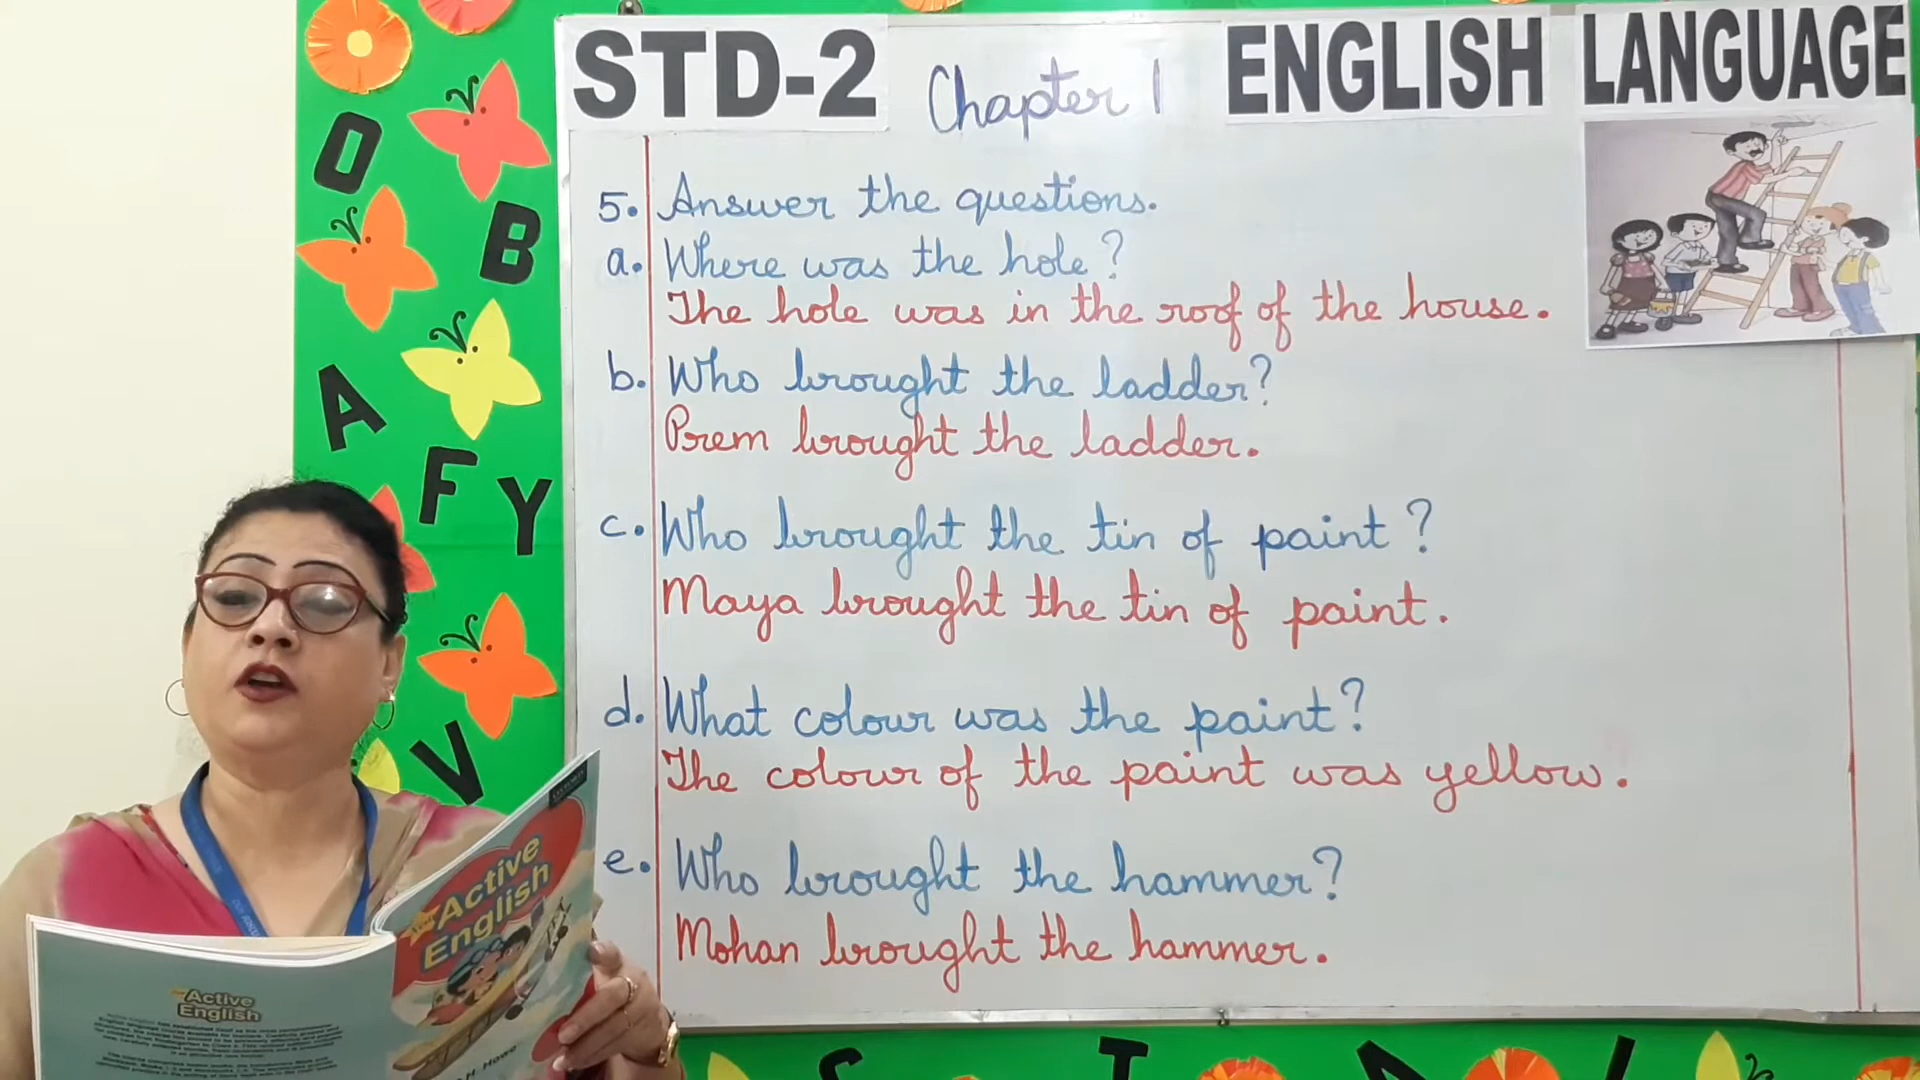 STD-2 Chapter 1 ENGLISH LANGUAGE
5. Answer the questions.
a. Where was the hole?
The hole was in the roof of the house.
b. Who brought the ladder?
Prem brought the ladder.
c. Who brought the tin of paint?
Maya brought the tin of paint.
d. What colour was the paint?
The colour of the paint was yellow.
e. Who brought the hammer?
Mohan brought the hammer.
O
B
A
F
Y
V
Active
English
Howe
Active
English